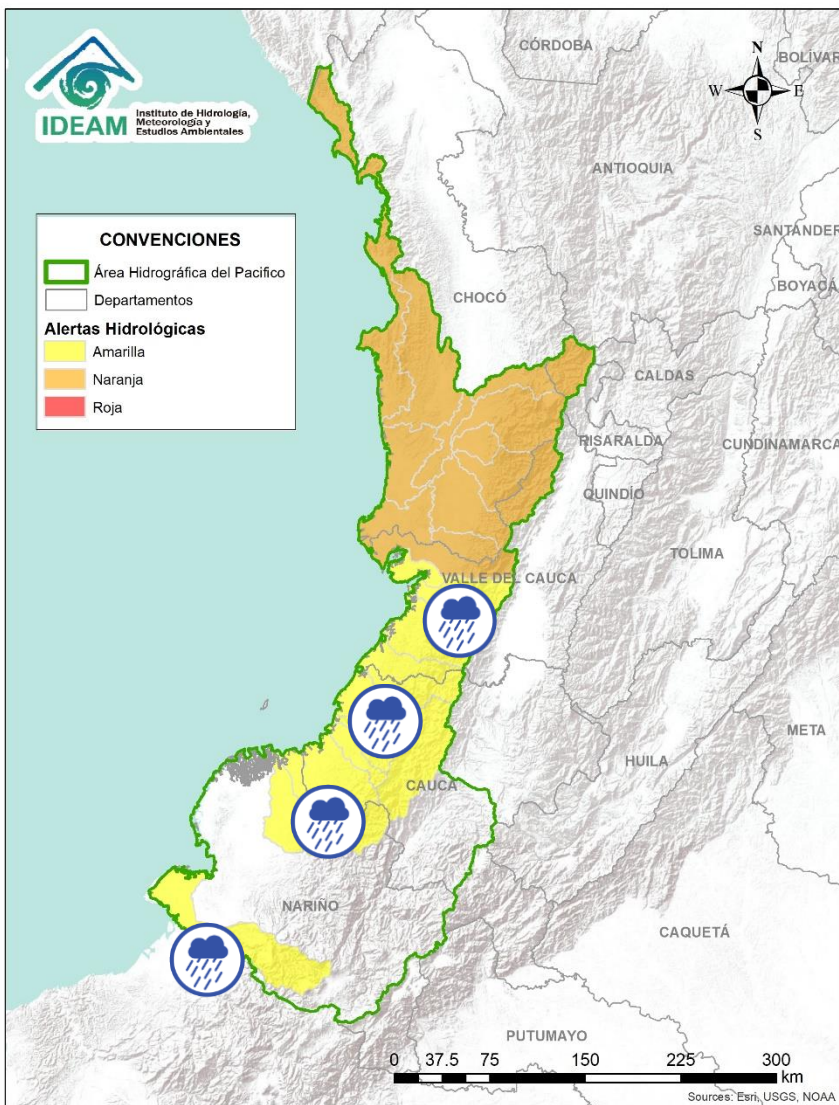 CÓRDOBA
BOLÍVAR
N
W
E
S
IDEAM
Instituto de Hidrología,
Meteorología y
Estudios Ambientales
ANTIOQUIA
SANTANDER
BOYACÁ
CONVENCIONES
Área Hidrográfica del Pacifico
Departamentos
Alertas Hidrológicas
Amarilla
Naranja
Roja
CHOCÓ
CALDAS
RISARALDA
CUNDINAMARCA
QUINDÍO
TOLIMA
VALLE DEL CAUCA
META
HUILA
CAUCA
NARIÑO
CAQUETÁ
PUTUMAYO
0 37.5 75 150 225 300
km
Sources: Esri, USGS, NOAA